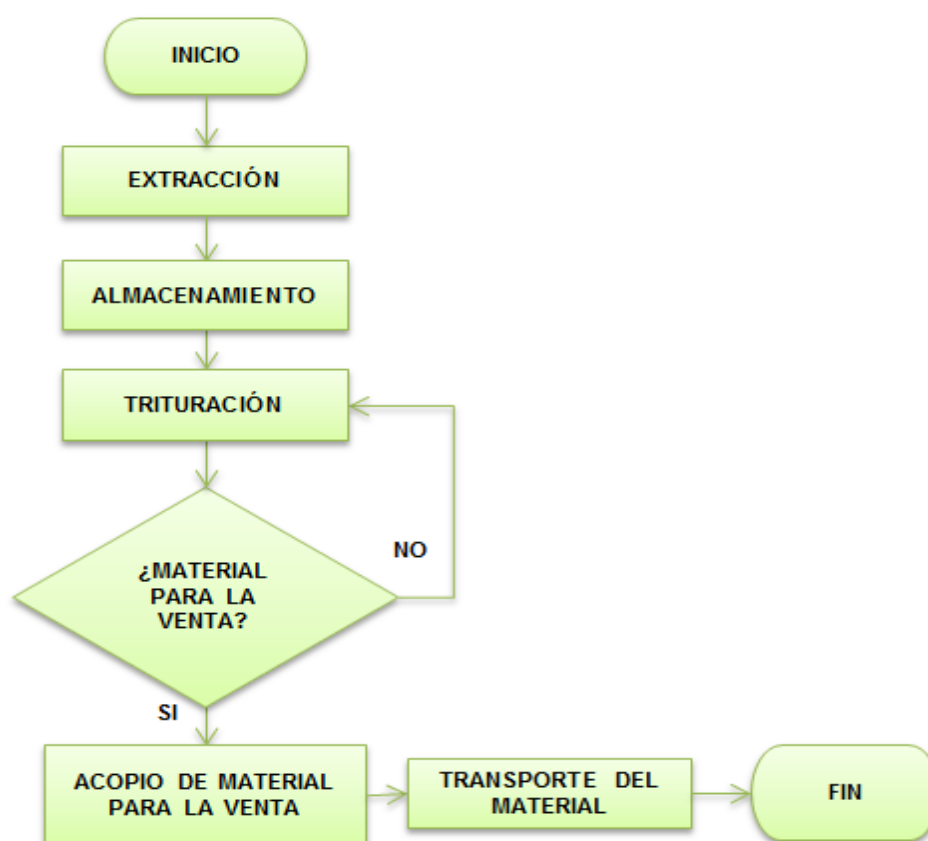 INICIO
EXTRACCIÓN
ALMACENAMIENTO
TRITURACIÓN
¿MATERIAL
PARA LA
VENTA?
NO
SI
ACOPIO DE MATERIAL
PARA LA VENTA
TRANSPORTE DEL
MATERIAL
FIN